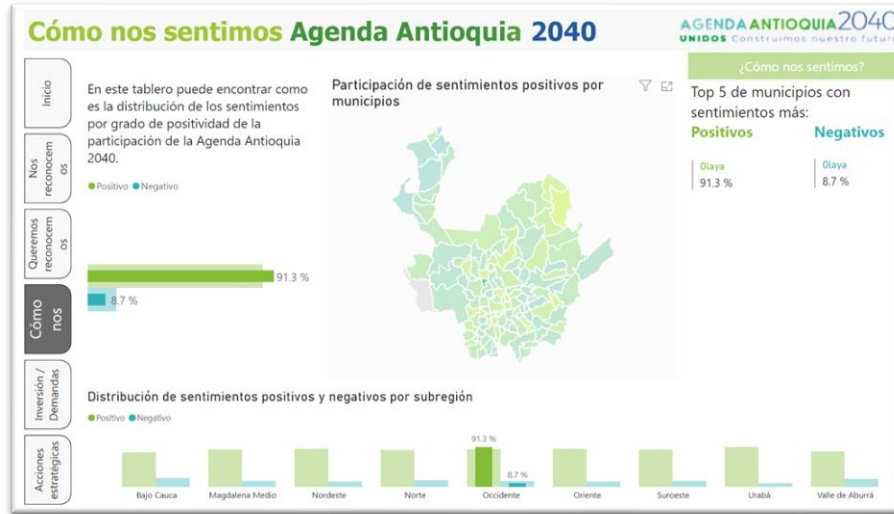 Cómo nos sentimos Agenda Antioquia 2040
AGENDA ANTIOQUIA 2040
UNIDOS Construimos nuestro futuro
Inicio
Nos
reconocem
os
Queremos
reconocern
os
Cómo
nos
Inversión /
Demandas
Acciones
estratégicas
En este tablero puede encontrar como
es la distribución de los sentimientos
por grado de positividad de la
participación de la Agenda Antioquia
2040.
Positivo Negativo
91.3 %
8.7 %
Participación de sentimientos positivos por
municipios
¿Cómo nos sentimos?
Top 5 de municipios con
sentimientos más:
Positivos Negativos
Olaya Olaya
91.3 % 8.7 %
Distribución de sentimientos positivos y negativos por subregión
Positivo Negativo
91.3 %
8.7 %
Bajo Cauca Magdalena Medio Nordeste Norte Occidente Oriente Suroeste Urabá Valle de Aburrá